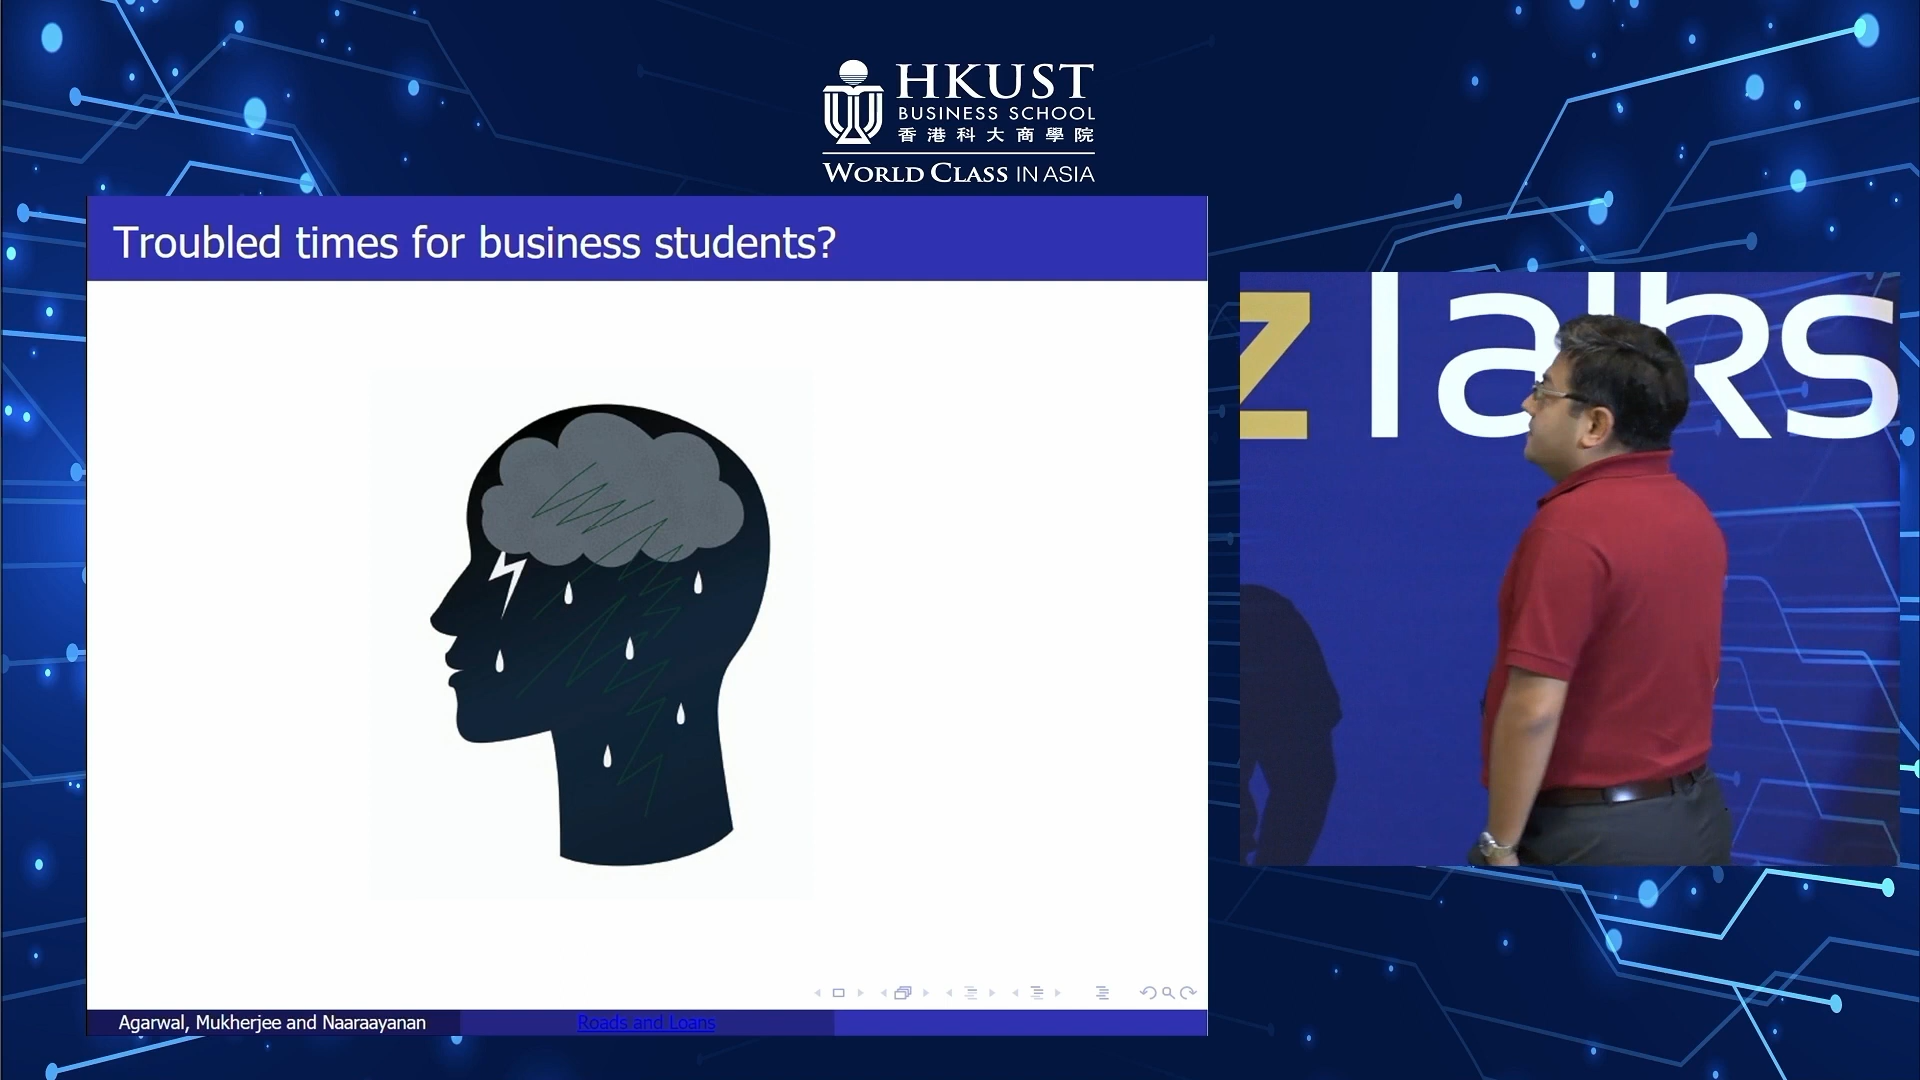 HKUST
BUSINESS SCHOOL
香港科大商學院
WORLD CLASS IN ASIA
Troubled times for business students?
z Talks
Agarwal, Mukherjee and Naaraayanan
Roads and Loans